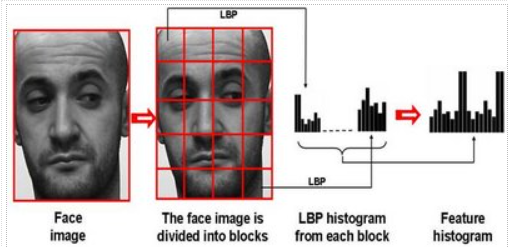 LBP
LBP
Face
image
The face image is
divided into blocks
LBP histogram
from each block
Feature
histogram